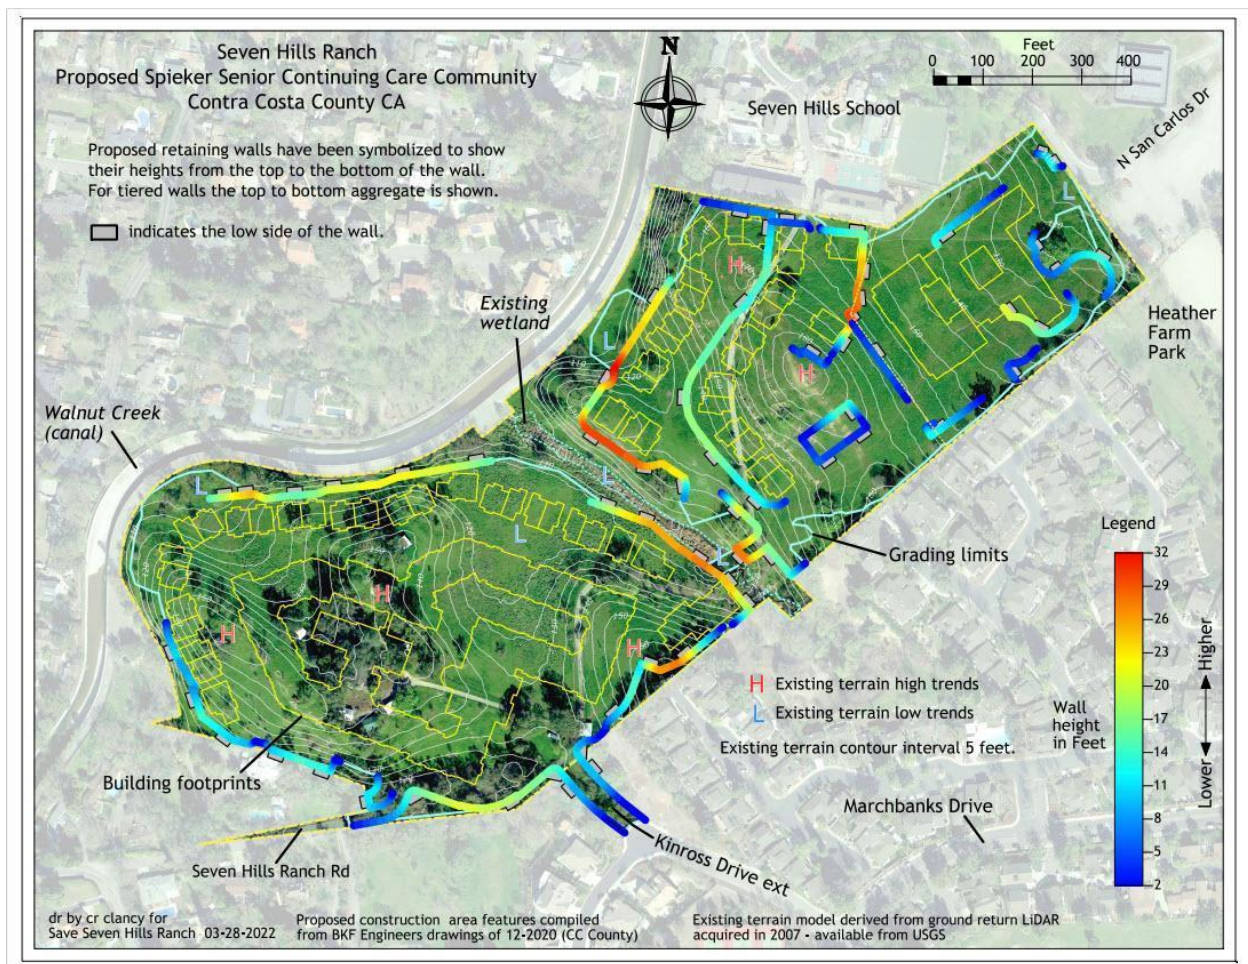 Seven Hills Ranch
Proposed Spieker Senior Continuing Care Community
Contra Costa County CA
Proposed retaining walls have been symbolized to show
their heights from the top to the bottom of the wall.
For tiered walls the top to bottom aggregate is shown.
indicates the low side of the wall.
N
Feet
0 100 200 300 400
Seven Hills School
N San Carlos Dr
Existing
wetland
Heather
Farm
Park
Walnut Creek
(canal)
H
L
L
H
L
L
L
L
L
H
H
H
110
120
150
Grading limits
Building footprints
Seven Hills Ranch Rd
Kinross Drive ext
Marchbanks Drive
H Existing terrain high trends
L Existing terrain low trends
Existing terrain contour interval 5 feet.
Legend
32
29
26
23
20
17
14
11
8
5
2
Wall
height
in Feet
Lower
Higher
dr by cr clancy for
Save Seven Hills Ranch 03-28-2022
Proposed construction area features compiled
from BKF Engineers drawings of 12-2020 (CC County)
Existing terrain model derived from ground return LiDAR
acquired in 2007 - available from USGS